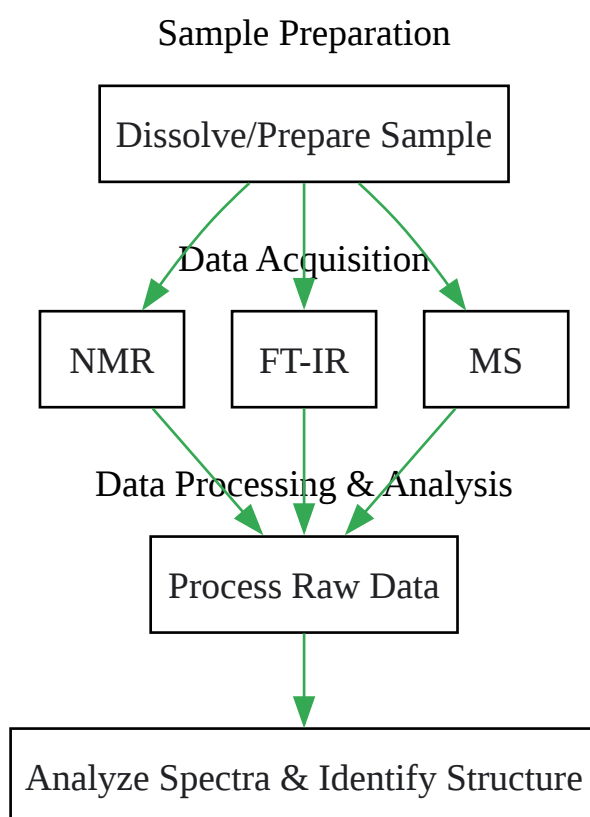 Sample Preparation
Dissolve/Prepare Sample
Data Acquisition
NMR
FT-IR
MS
Data Processing & Analysis
Process Raw Data
Analyze Spectra & Identify Structure